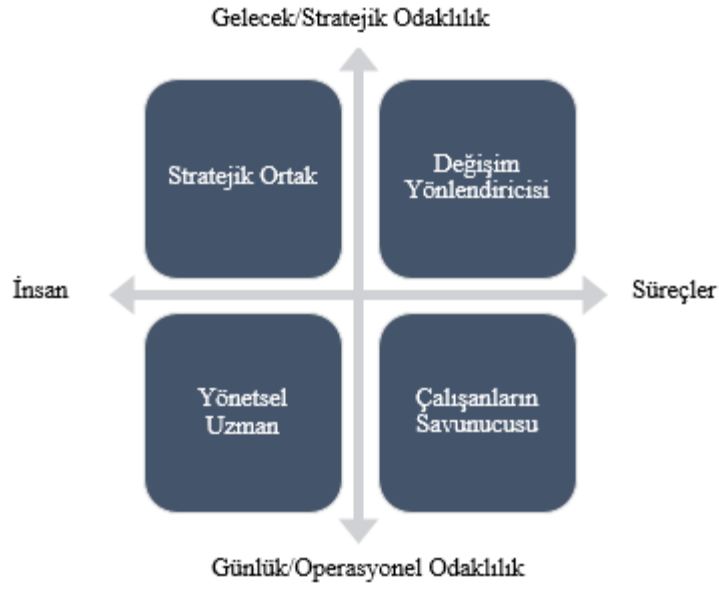 Gelecek/Stratejik Odaklılık
Stratejik Ortak
Değişim
Yönlendiricisi
İnsan
Süreçler
Yönetsel
Uzman
Çalışanların
Savunucusu
Günlük/Operasyonel Odaklılık